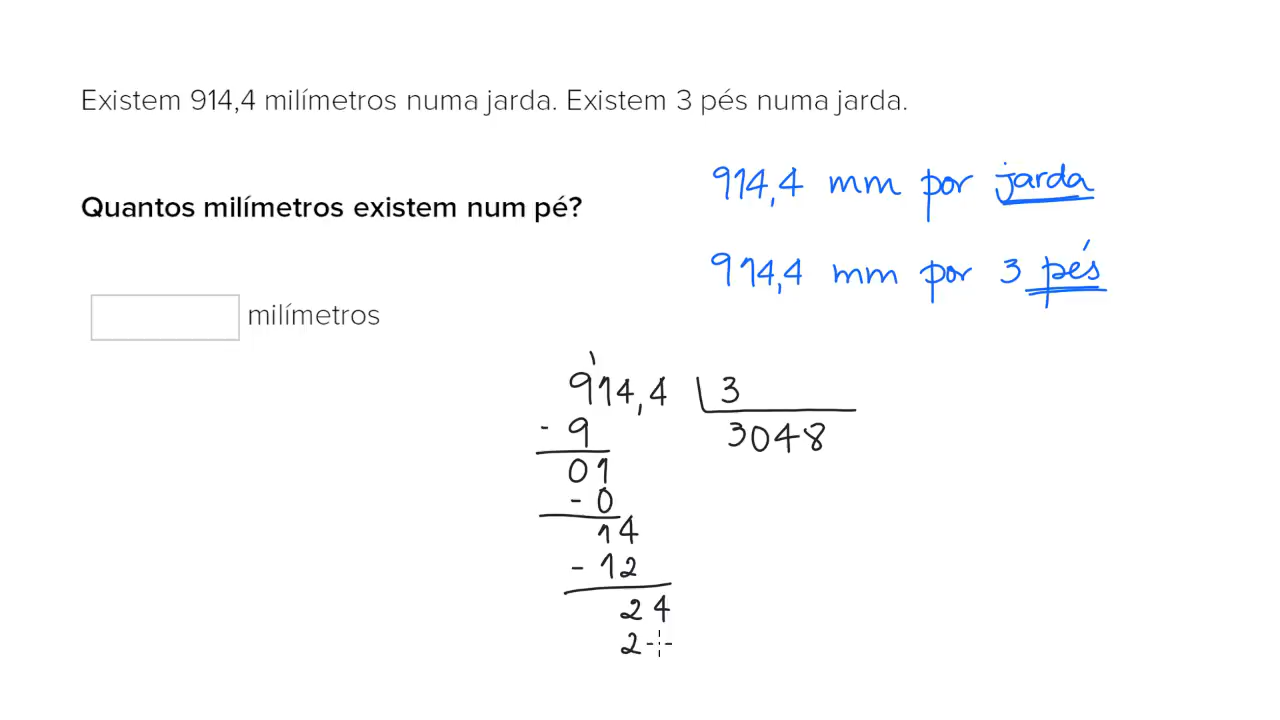 Existem 914,4 milímetros numa jarda. Existem 3 pés numa jarda.
914,4 mm por jarda
Quantos milímetros existem num pé?
914,4 mm por 3 pés
milímetros
914,4 3
- 9 3048
01
- 0
14
- 12
24
2